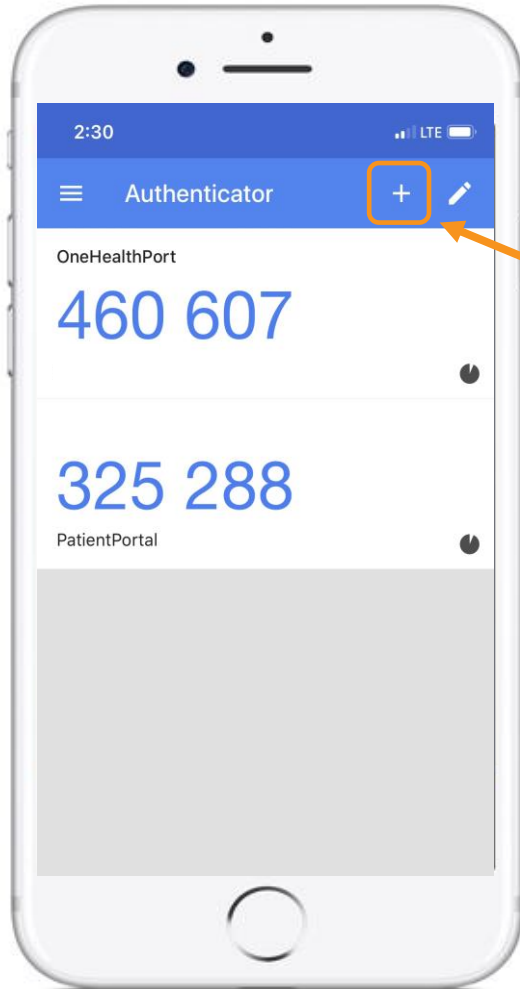 2:30 LTE
Authenticator +
OneHealthPort
460 607
325 288
PatientPortal